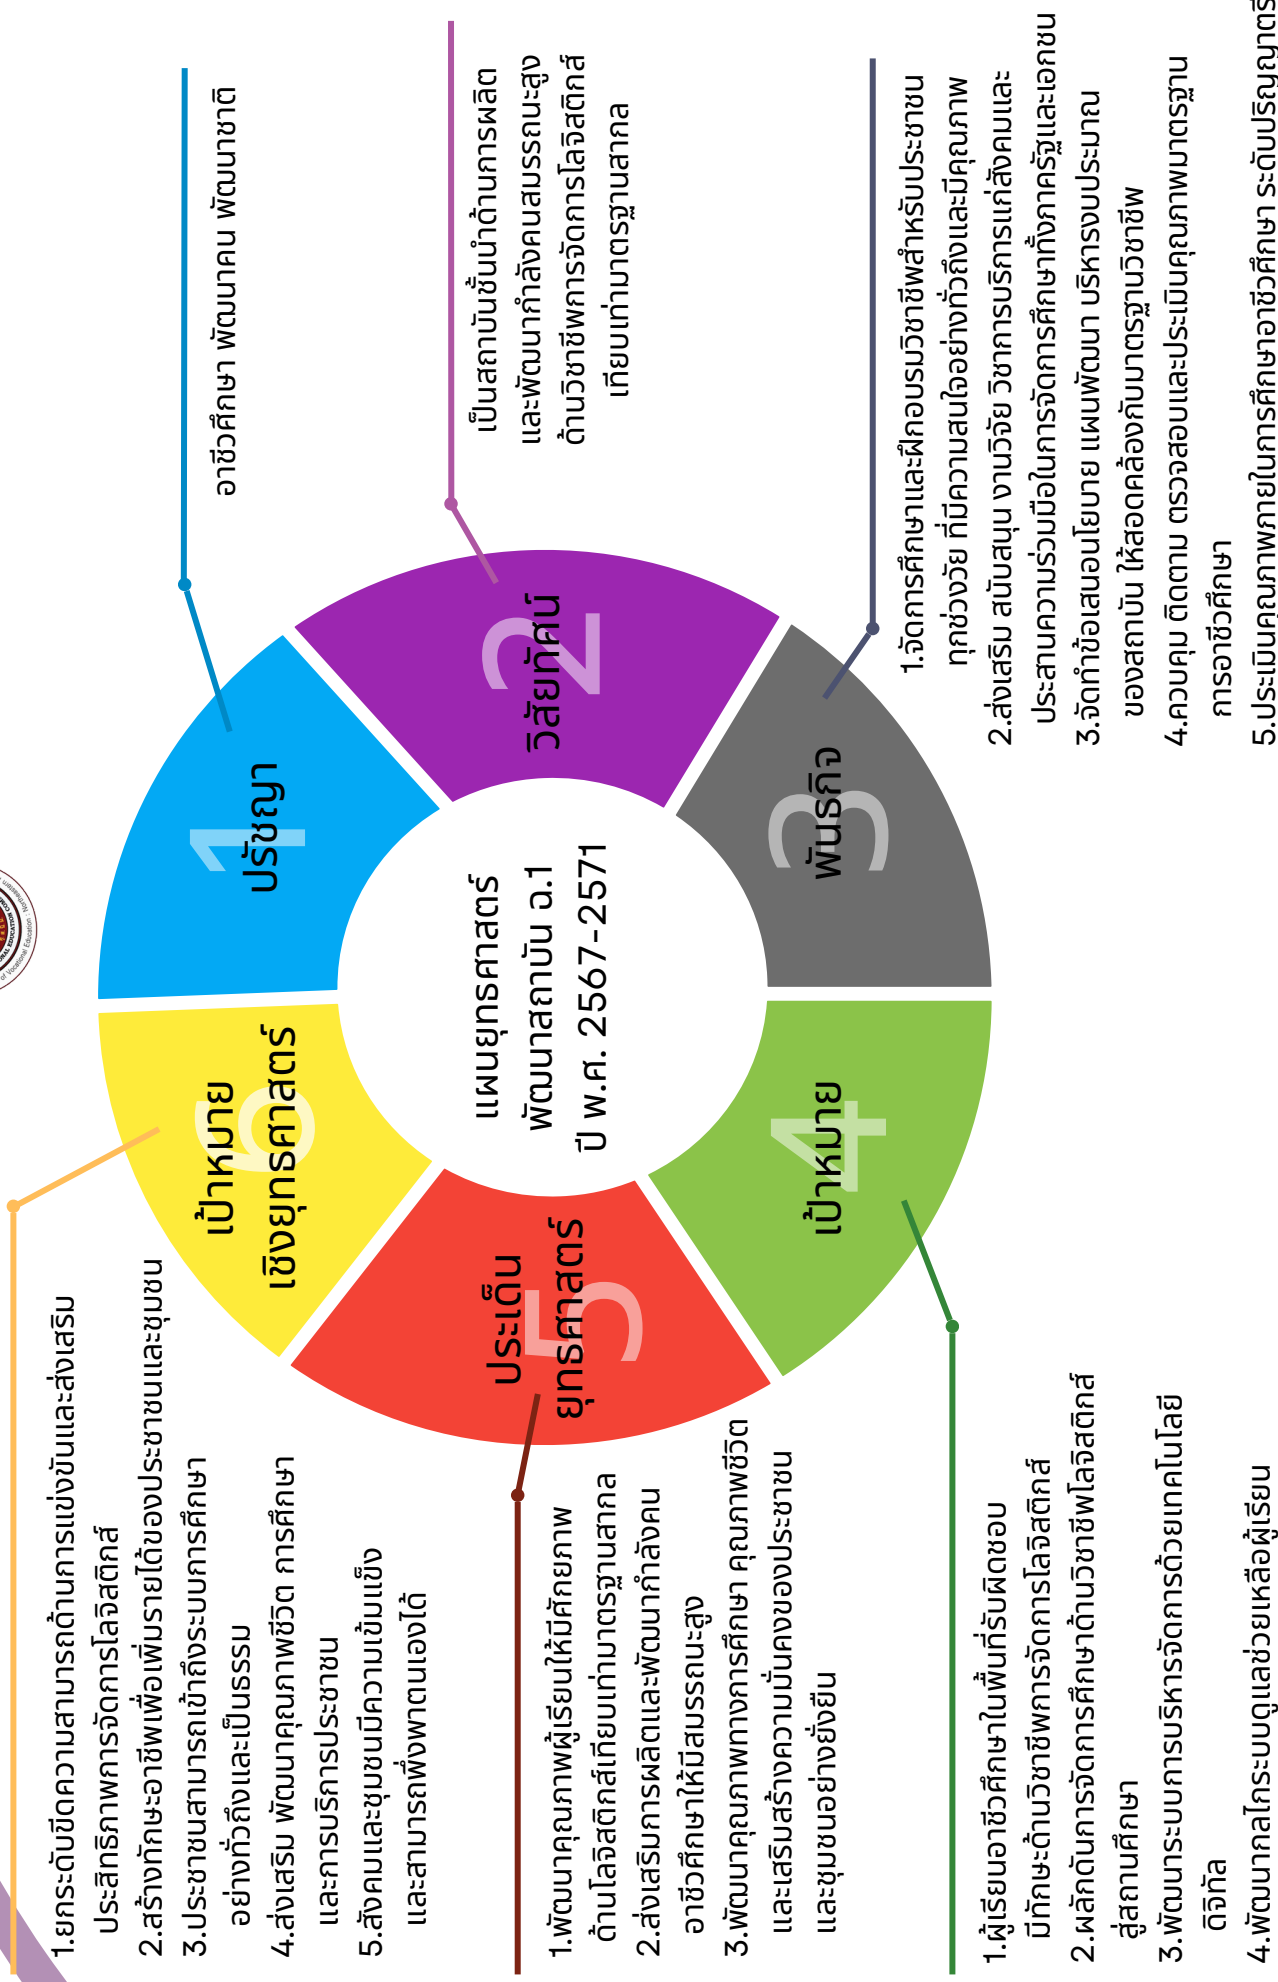 of Vocational Education : Northeastern
แผนยุทธศาสตร์
พัฒนาสถาบัน ฉ.1
ปี พ.ศ. 2567-2571
1
ปรัชญา
อาชีวศึกษา พัฒนาคน พัฒนาชาติ
2
วิสัยทัศน์
เป็นสถาบันชั้นนำด้านการผลิต
และพัฒนากำลังคนสมรรถนะสูง
ด้านวิชาชีพการจัดการโลจิสติกส์
เทียบเท่ามาตรฐานสากล
3
พันธกิจ
1.จัดการศึกษาและฝึกอบรมวิชาชีพสำหรับประชาชน
ทุกช่วงวัย ที่มีความสนใจอย่างทั่วถึงและมีคุณภาพ
2.ส่งเสริม สนับสนุน งานวิจัย วิชาการบริการแก่สังคมและ
ประสานความร่วมมือในการจัดการศึกษาทั้งภาครัฐและเอกชน
3.จัดทำข้อเสนอนโยบาย แผนพัฒนา บริหารงบประมาณ
ของสถาบัน ให้สอดคล้องกับมาตรฐานวิชาชีพ
4.ควบคุม ติดตาม ตรวจสอบและประเมินคุณภาพมาตรฐาน
การอาชีวศึกษา
5.ประเมินคุณภาพภายในการศึกษาอาชีวศึกษา ระดับปริญญาตรี
4
เป้าหมาย
1.ผู้เรียนอาชีวศึกษาในพื้นที่รับผิดชอบ
มีทักษะด้านวิชาชีพการจัดการโลจิสติกส์
2.ผลักดันการจัดการศึกษาด้านวิชาชีพโลจิสติกส์
สู่สถานศึกษา
3.พัฒนาระบบการบริหารจัดการด้วยเทคโนโลยี
ดิจิทัล
4.พัฒนากลไกระบบดูแลช่วยเหลือผู้เรียน
5
ประเด็น
ยุทธศาสตร์
1.พัฒนาคุณภาพผู้เรียนให้มีศักยภาพ
ด้านโลจิสติกส์เทียบเท่ามาตรฐานสากล
2.ส่งเสริมการผลิตและพัฒนากำลังคน
อาชีวศึกษาให้มีสมรรถนะสูง
3.พัฒนาคุณภาพทางการศึกษา คุณภาพชีวิต
และเสริมสร้างความมั่นคงของประชาชน
และชุมชนอย่างยั่งยืน
6
เป้าหมาย
เชิงยุทธศาสตร์
1.ยกระดับขีดความสามารถด้านการแข่งขันและส่งเสริม
ประสิทธิภาพการจัดการโลจิสติกส์
2.สร้างทักษะอาชีพเพื่อเพิ่มรายได้ของประชาชนและชุมชน
3.ประชาชนสามารถเข้าถึงระบบการศึกษา
อย่างทั่วถึงและเป็นธรรม
4.ส่งเสริม พัฒนาคุณภาพชีวิต การศึกษา
และการบริการประชาชน
5.สังคมและชุมชนมีความเข้มแข็ง
และสามารถพึ่งพาตนเองได้